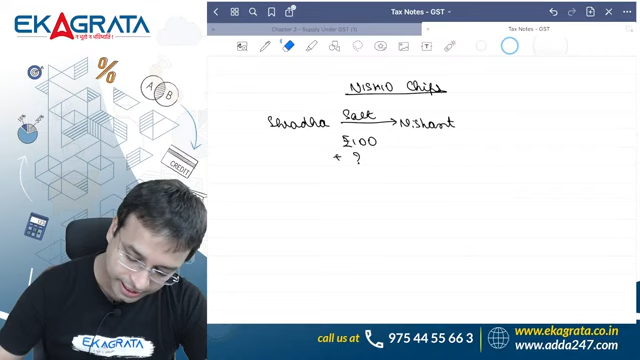 EKAGRATA
Tax Notes - GST
Chapter 2 - Supply Under GST (1)
Tax Notes - GST
%
A
B
CREDIT
NISHIO Chips
Shradha
Salt
Nishant
₹100
+ ?
EKAGRATA
call us at
975 44 55 66 3
www.ekagrata.co.in
www.adda247.com